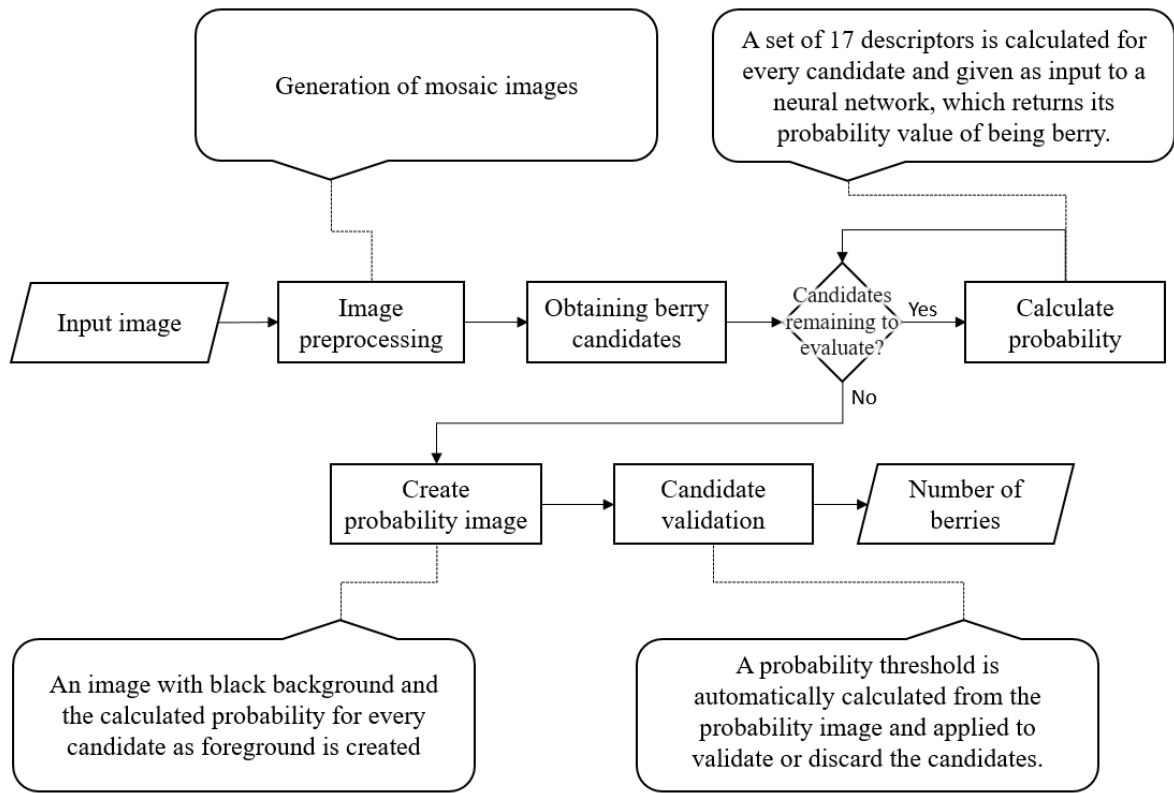 Generation of mosaic images
A set of 17 descriptors is calculated for
every candidate and given as input to a
neural network, which returns its
probability value of being berry.
Input image
Image
preprocessing
Obtaining berry
candidates
Candidates
remaining to
evaluate?
Yes
Calculate
probability
No
Create
probability image
Candidate
validation
Number of
berries
An image with black background and
the calculated probability for every
candidate as foreground is created
A probability threshold is
automatically calculated from the
probability image and applied to
validate or discard the candidates.